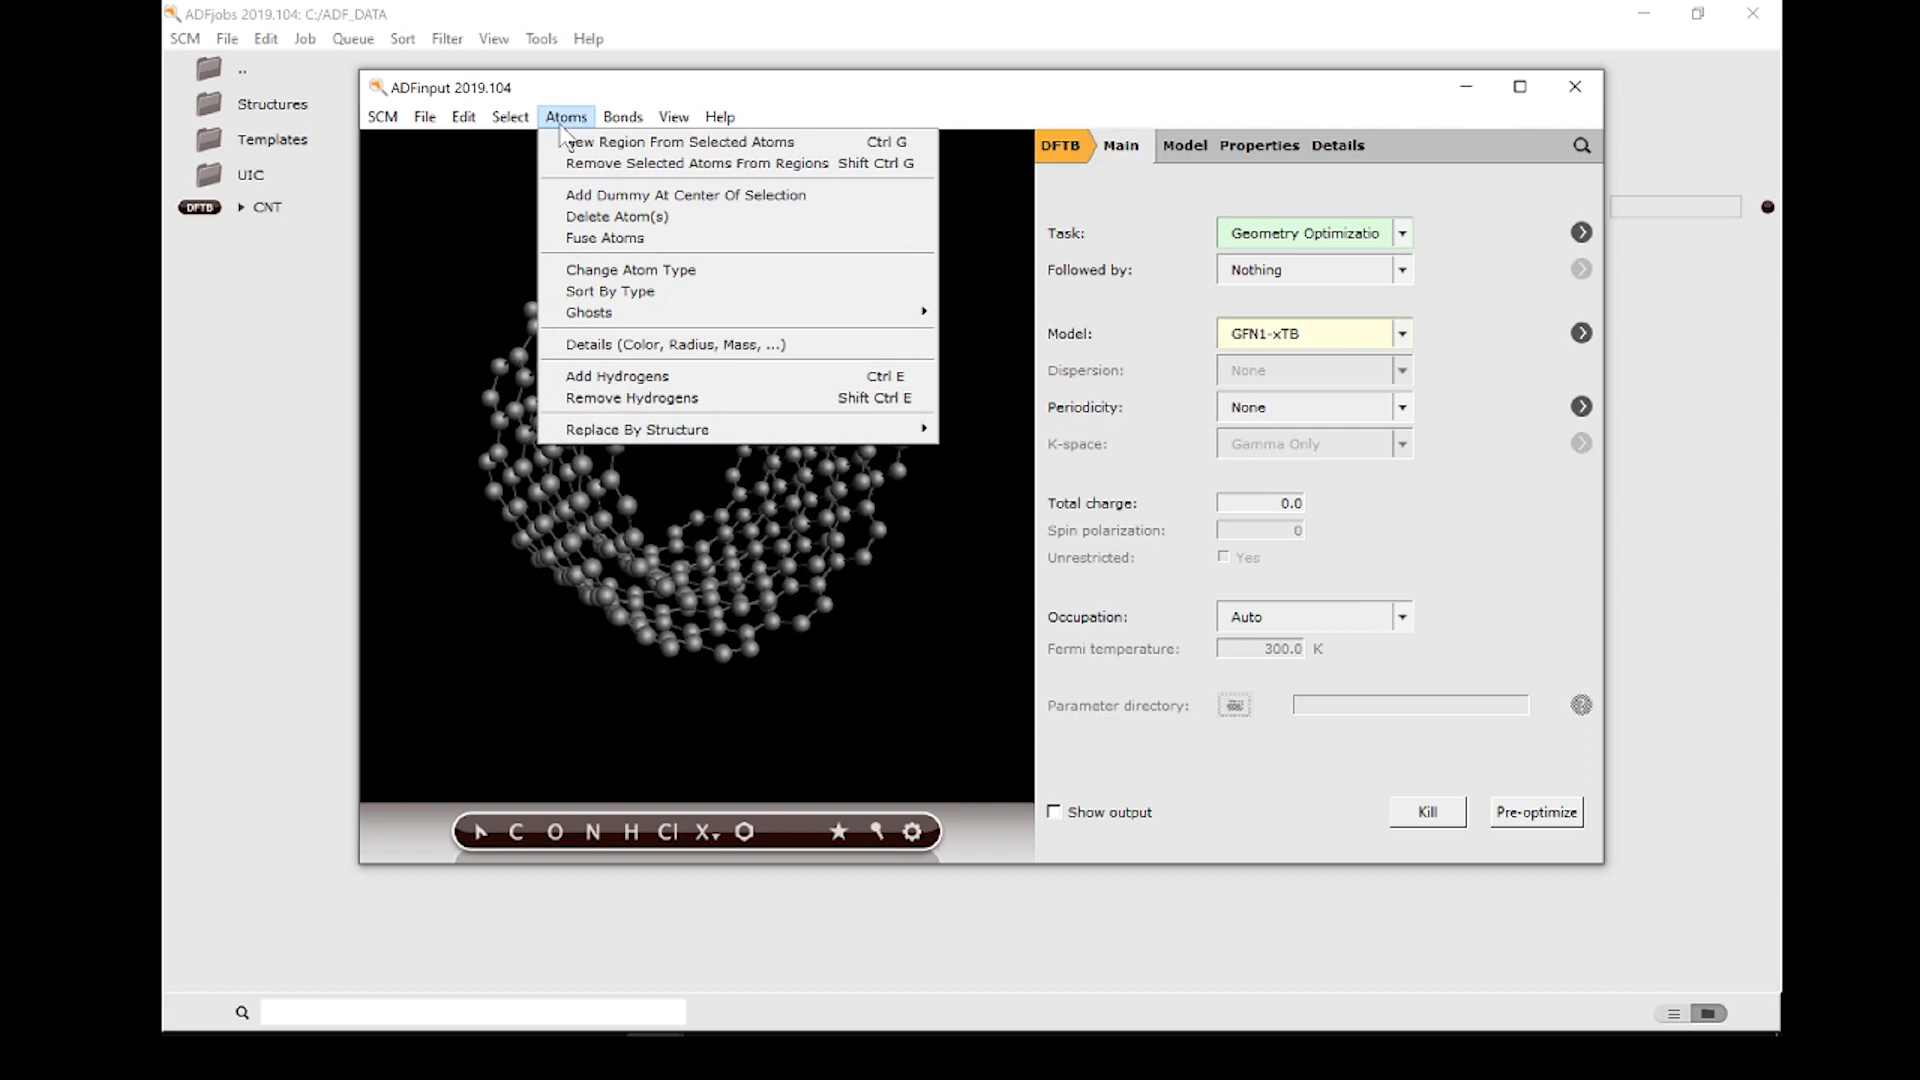 ADFjobs 2019.104: C:/ADF_DATA
SCM File Edit Job Queue Sort Filter View Tools Help
..
Structures
Templates
UIC
DFTB CNT
ADFinput 2019.104
SCM File Edit Select Atoms Bonds View Help
Region From Selected Atoms Ctrl G
Remove Selected Atoms From Regions Shift Ctrl G
Add Dummy At Center Of Selection
Delete Atom(s)
Fuse Atoms
Change Atom Type
Sort By Type
Ghosts
Details (Color, Radius, Mass, ...)
Add Hydrogens Ctrl E
Remove Hydrogens Shift Ctrl E
Replace By Structure
C O N H Cl X
DFTB Main Model Properties Details
Task: Geometry Optimizatio
Followed by: Nothing
Model: GFN1-xTB
Dispersion: None
Periodicity: None
K-space: Gamma Only
Total charge: 0.0
Spin polarization: 0
Unrestricted: Yes
Occupation: Auto
Fermi temperature: 300.0 K
Parameter directory:
Show output Kill Pre-optimize